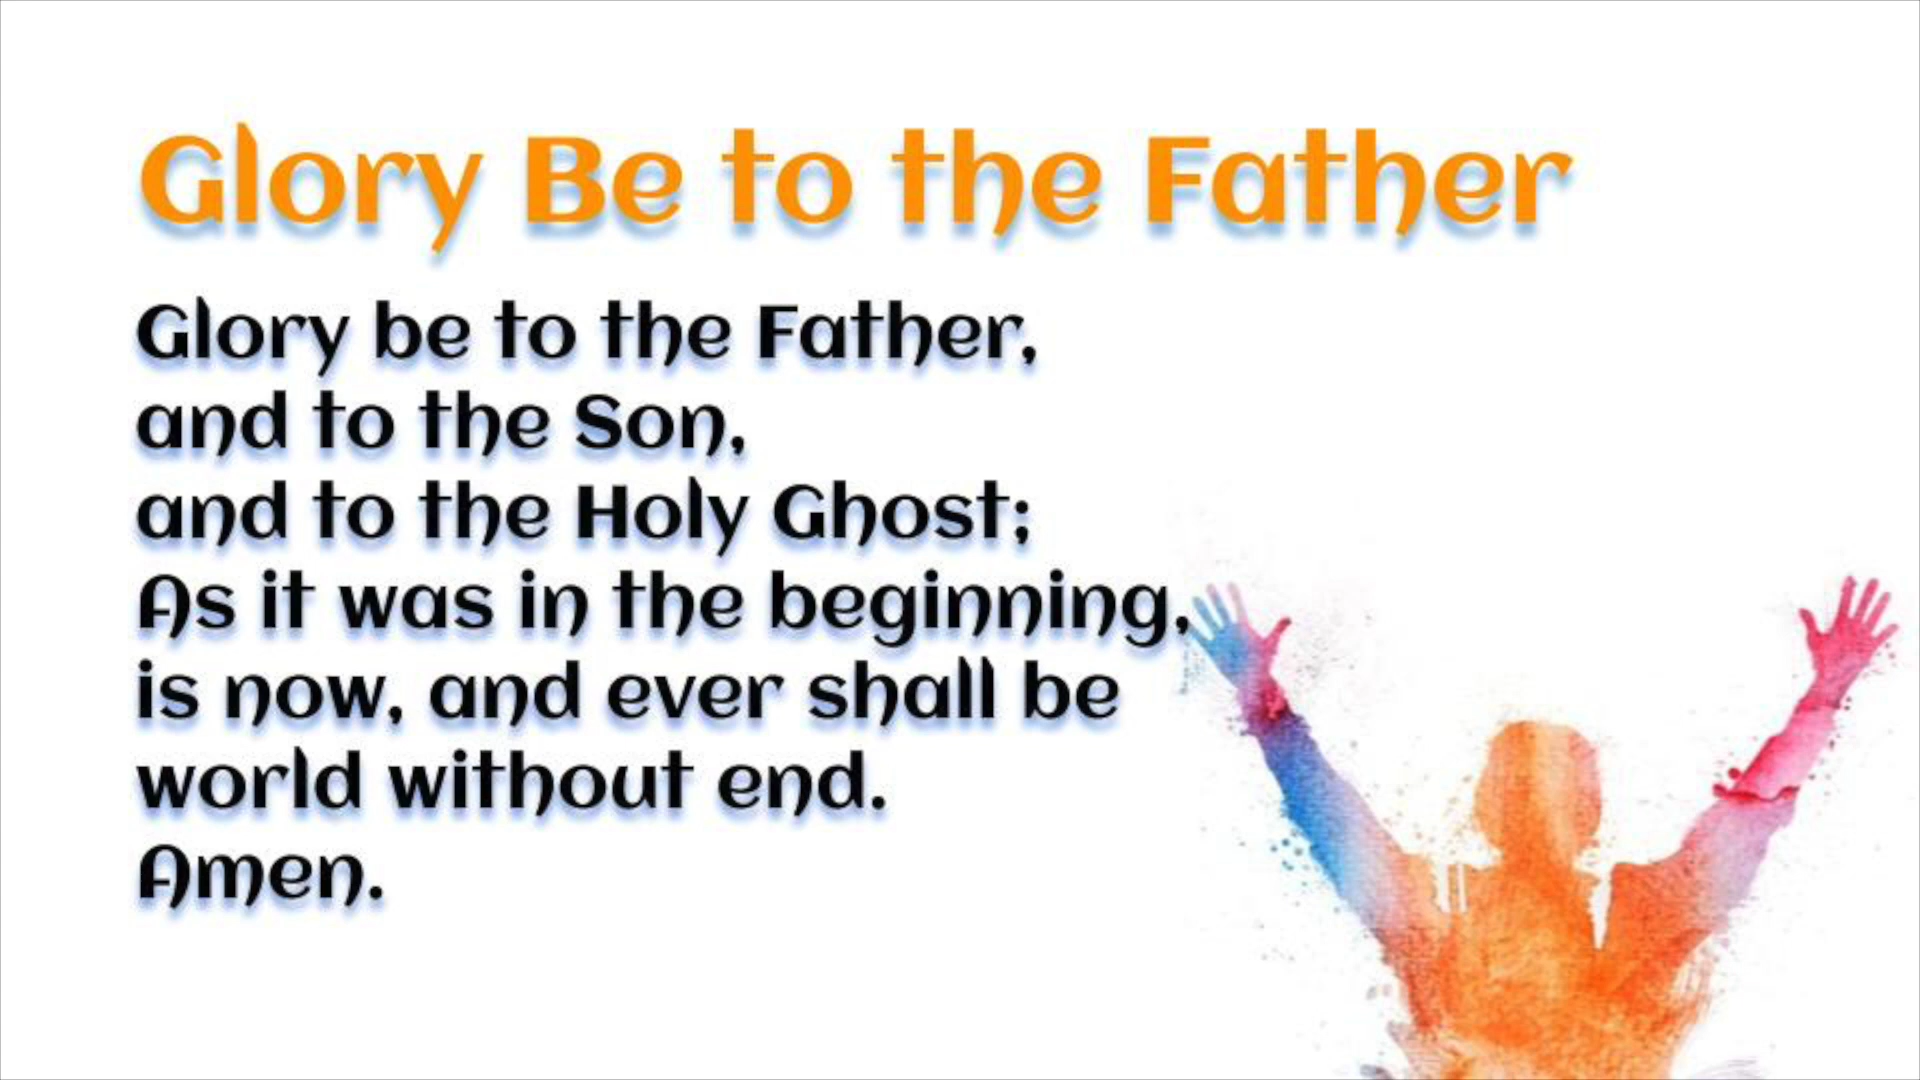 Glory Be to the Father
Glory be to the Father,
and to the Son,
and to the Holy Ghost;
As it was in the beginning,
is now, and ever shall be
world without end.
Amen.